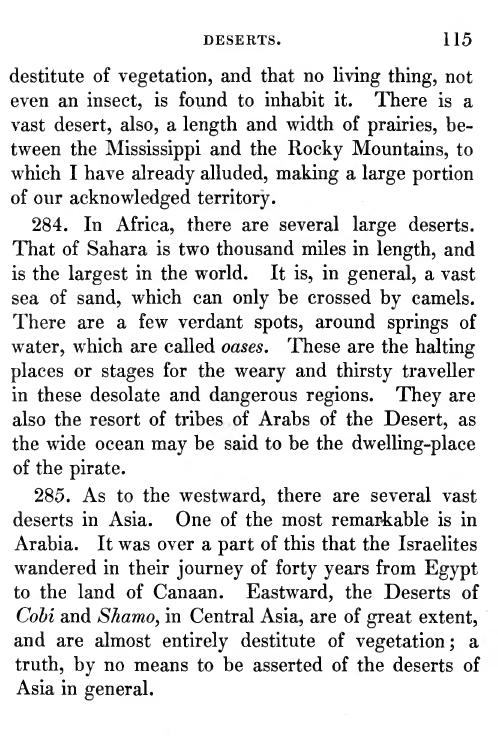 DESERTS. 115
destitute of vegetation, and that no living thing, not
even an insect, is found to inhabit it. There is a
vast desert, also, a length and width of prairies, be-
tween the Mississippi and the Rocky Mountains, to
which I have already alluded, making a large portion
of our acknowledged territory.
284. In Africa, there are several large deserts.
That of Sahara is two thousand miles in length, and
is the largest in the world. It is, in general, a vast
sea of sand, which can only be crossed by camels.
There are a few verdant spots, around springs of
water, which are called oases. These are the halting
places or stages for the weary and thirsty traveller
in these desolate and dangerous regions. They are
also the resort of tribes of Arabs of the Desert, as
the wide ocean may be said to be the dwelling-place
of the pirate.
285. As to the westward, there are several vast
deserts in Asia. One of the most remarkable is in
Arabia. It was over a part of this that the Israelites
wandered in their journey of forty years from Egypt
to the land of Canaan. Eastward, the Deserts of
Cobi and Shamo, in Central Asia, are of great extent,
and are almost entirely destitute of vegetation; a
truth, by no means to be asserted of the deserts of
Asia in general.